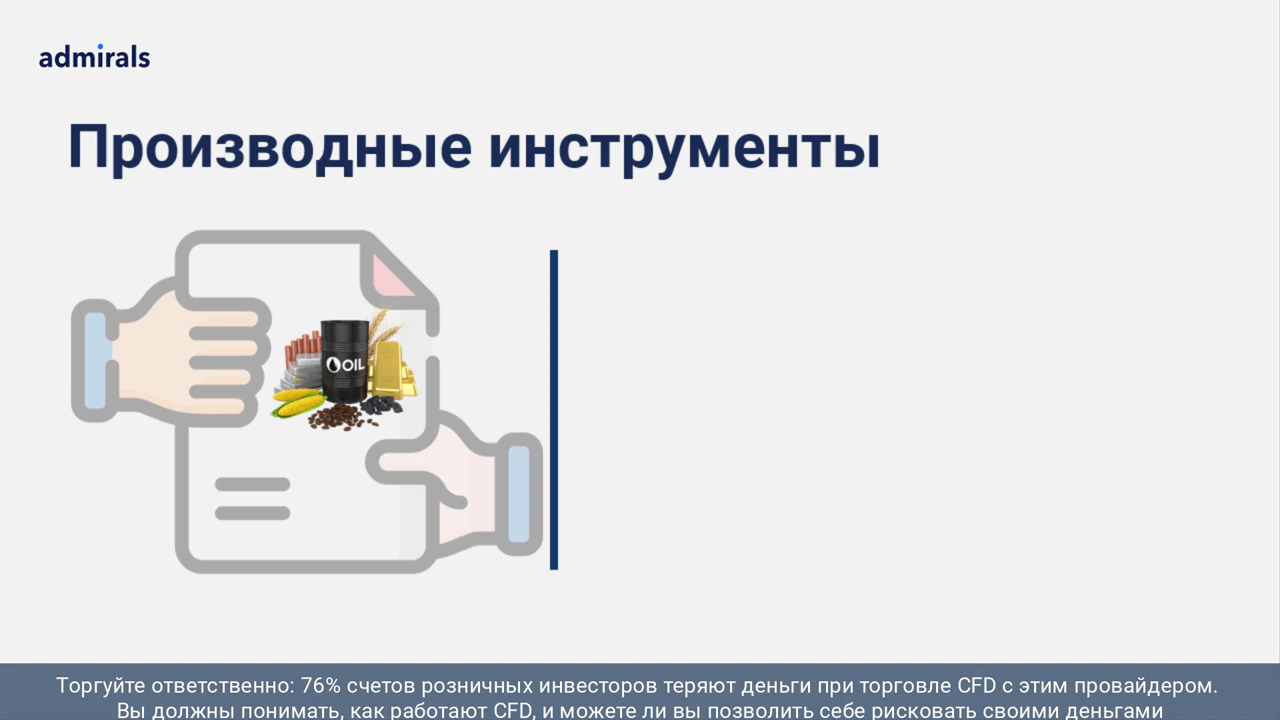 admirals
Производные инструменты
OIL
Торгуйте ответственно: 76% счетов розничных инвесторов теряют деньги при торговле CFD с этим провайдером.
Вы должны понимать, как работают CFD, и можете ли вы позволить себе рисковать своими деньгами